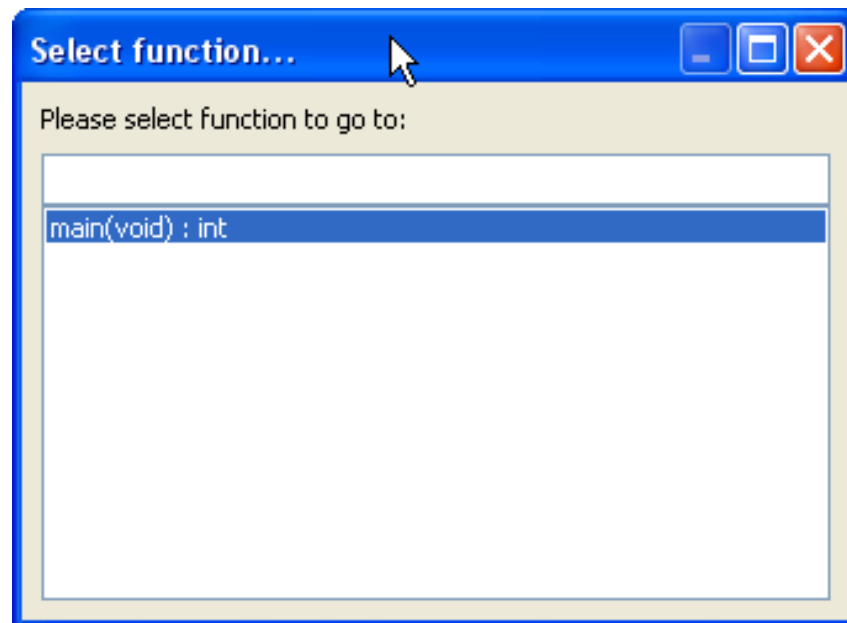 Select function...
Please select function to go to:
main(void) : int